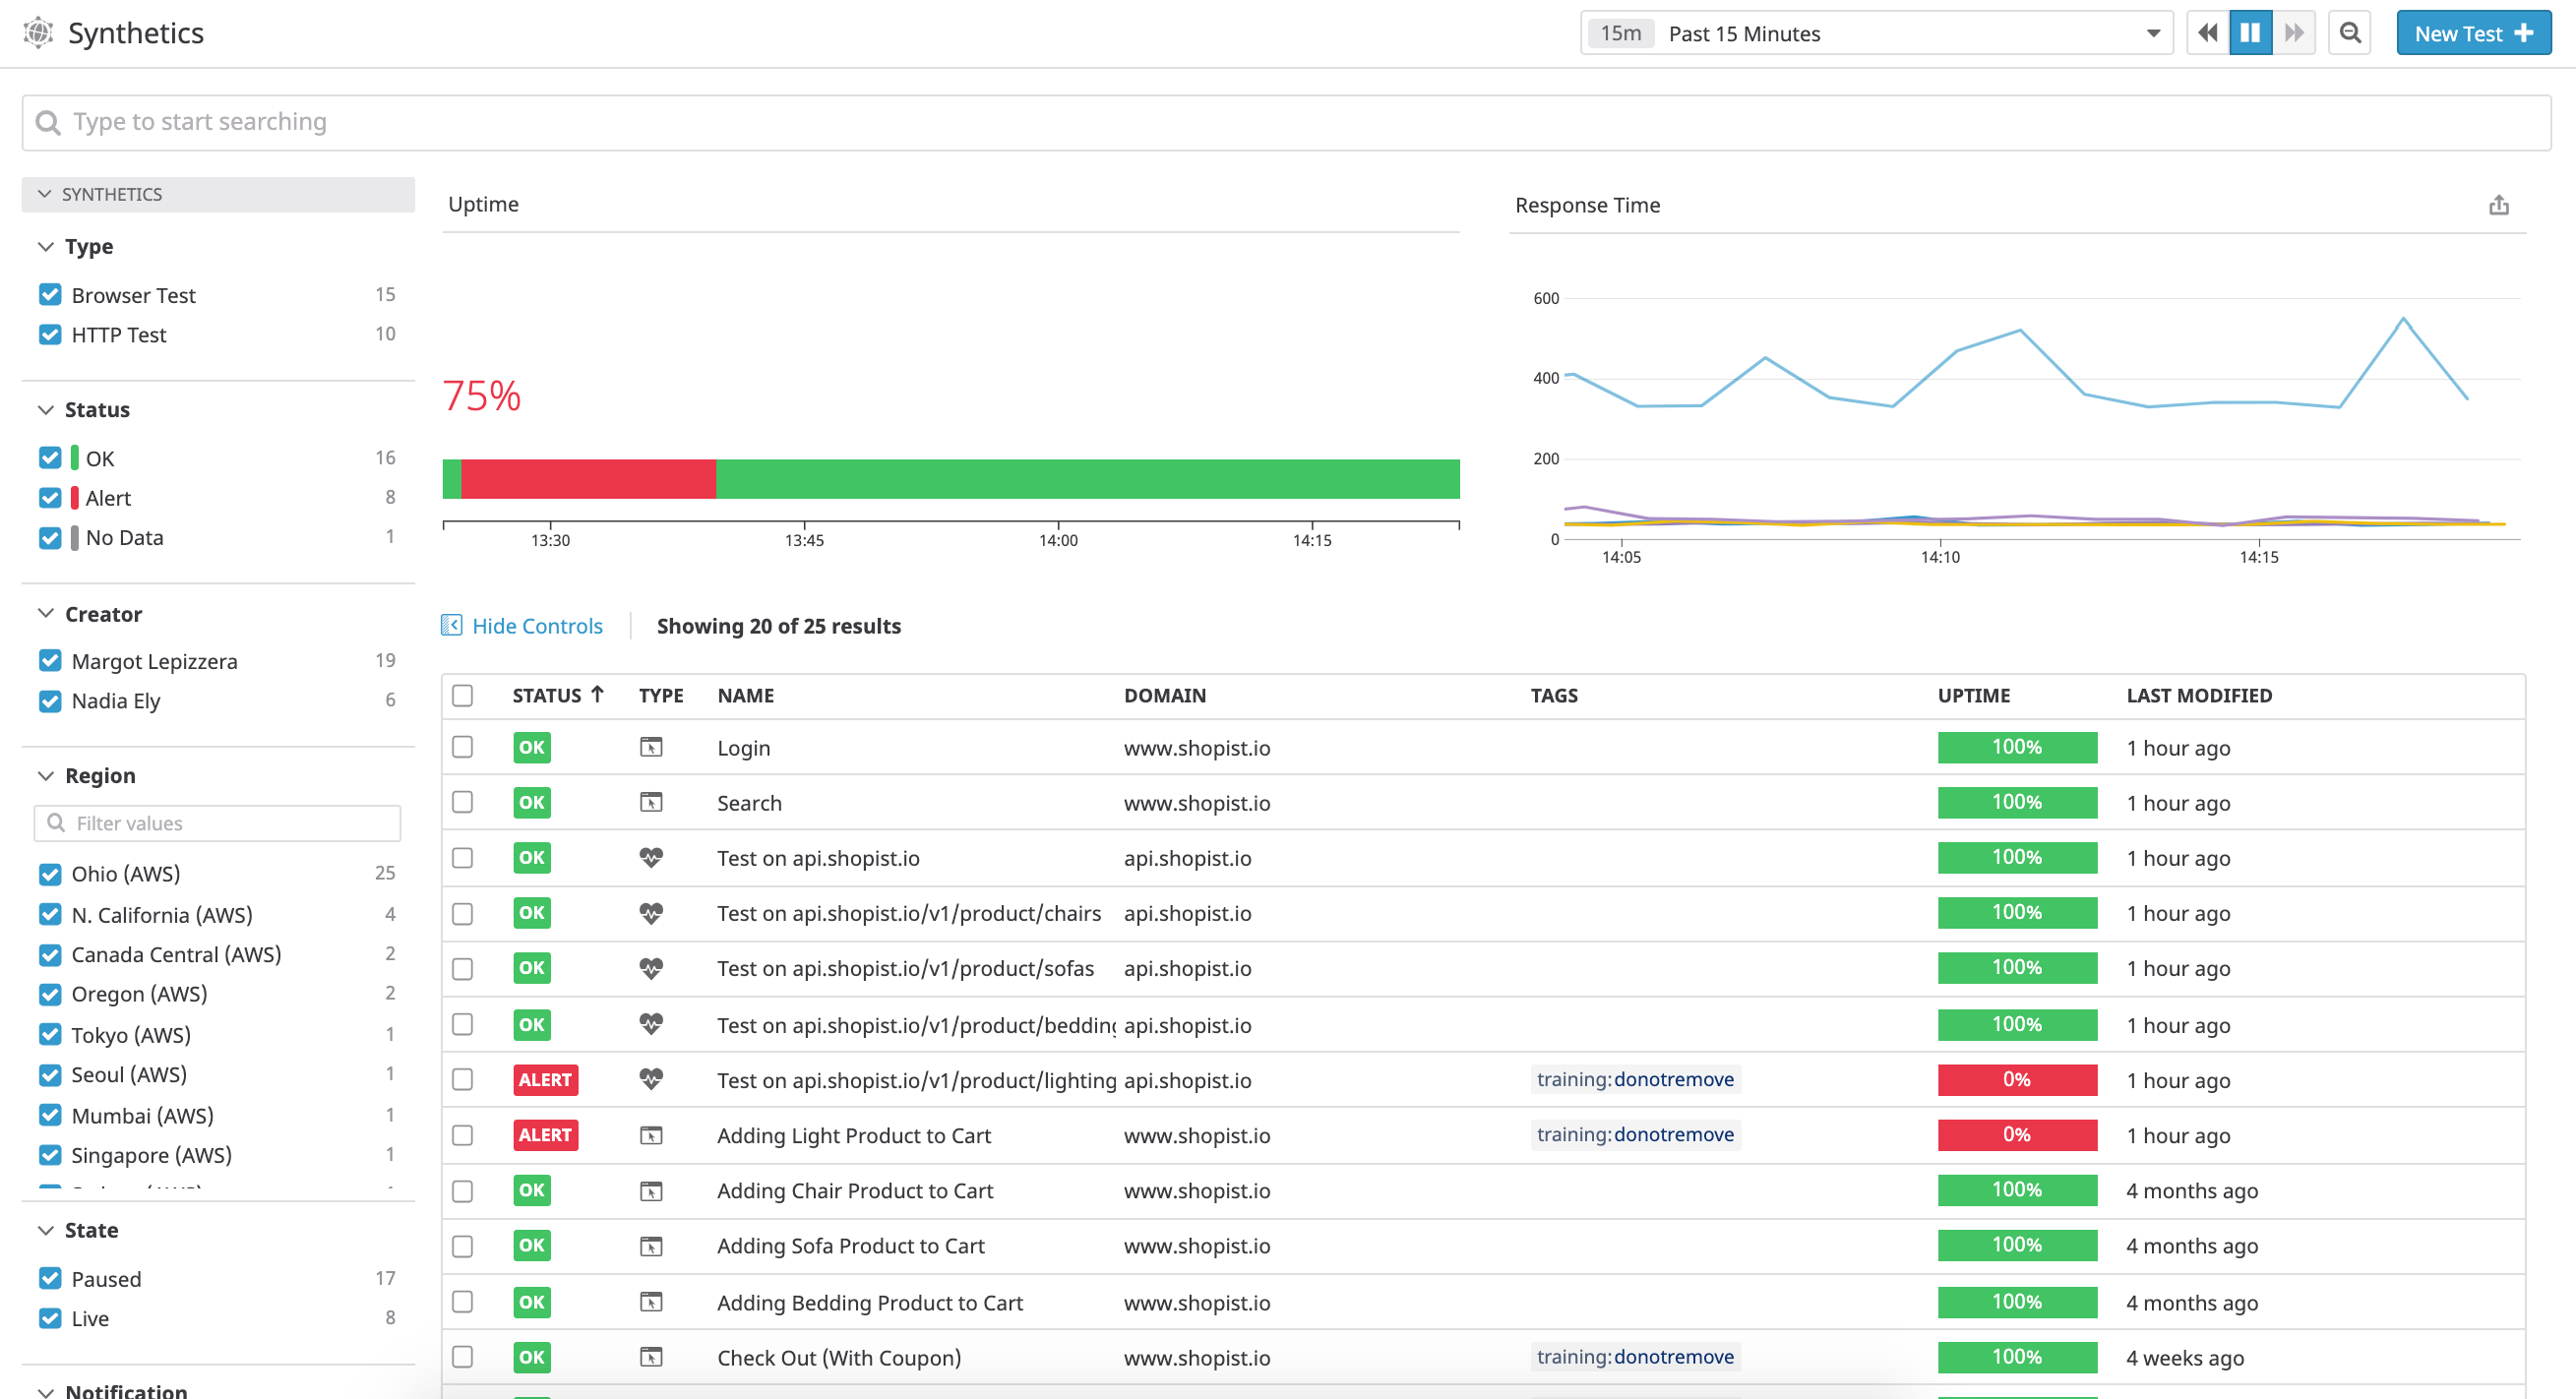 Synthetics
15m Past 15 Minutes
New Test
Type to start searching
SYNTHETICS
Type
Browser Test 15
HTTP Test 10
Status
OK 16
Alert 8
No Data 1
Creator
Margot Lepizzera 19
Nadia Ely 6
Region
Filter values
Ohio (AWS) 25
N. California (AWS) 4
Canada Central (AWS) 2
Oregon (AWS) 2
Tokyo (AWS) 1
Seoul (AWS) 1
Mumbai (AWS) 1
Singapore (AWS) 1
State
Paused 17
Live 8
Notification
Uptime
75%
13:30 13:45 14:00 14:15
Response Time
600
400
200
0
14:05 14:10 14:15
Hide Controls Showing 20 of 25 results
STATUS TYPE NAME DOMAIN TAGS UPTIME LAST MODIFIED
OK Login www.shopist.io 100% 1 hour ago
OK Search www.shopist.io 100% 1 hour ago
OK Test on api.shopist.io api.shopist.io 100% 1 hour ago
OK Test on api.shopist.io/v1/product/chairs api.shopist.io 100% 1 hour ago
OK Test on api.shopist.io/v1/product/sofas api.shopist.io 100% 1 hour ago
OK Test on api.shopist.io/v1/product/bedding api.shopist.io 100% 1 hour ago
ALERT Test on api.shopist.io/v1/product/lighting api.shopist.io training:donotremove 0% 1 hour ago
ALERT Adding Light Product to Cart www.shopist.io training:donotremove 0% 1 hour ago
OK Adding Chair Product to Cart www.shopist.io 100% 4 months ago
OK Adding Sofa Product to Cart www.shopist.io 100% 4 months ago
OK Adding Bedding Product to Cart www.shopist.io 100% 4 months ago
OK Check Out (With Coupon) www.shopist.io training:donotremove 100% 4 weeks ago